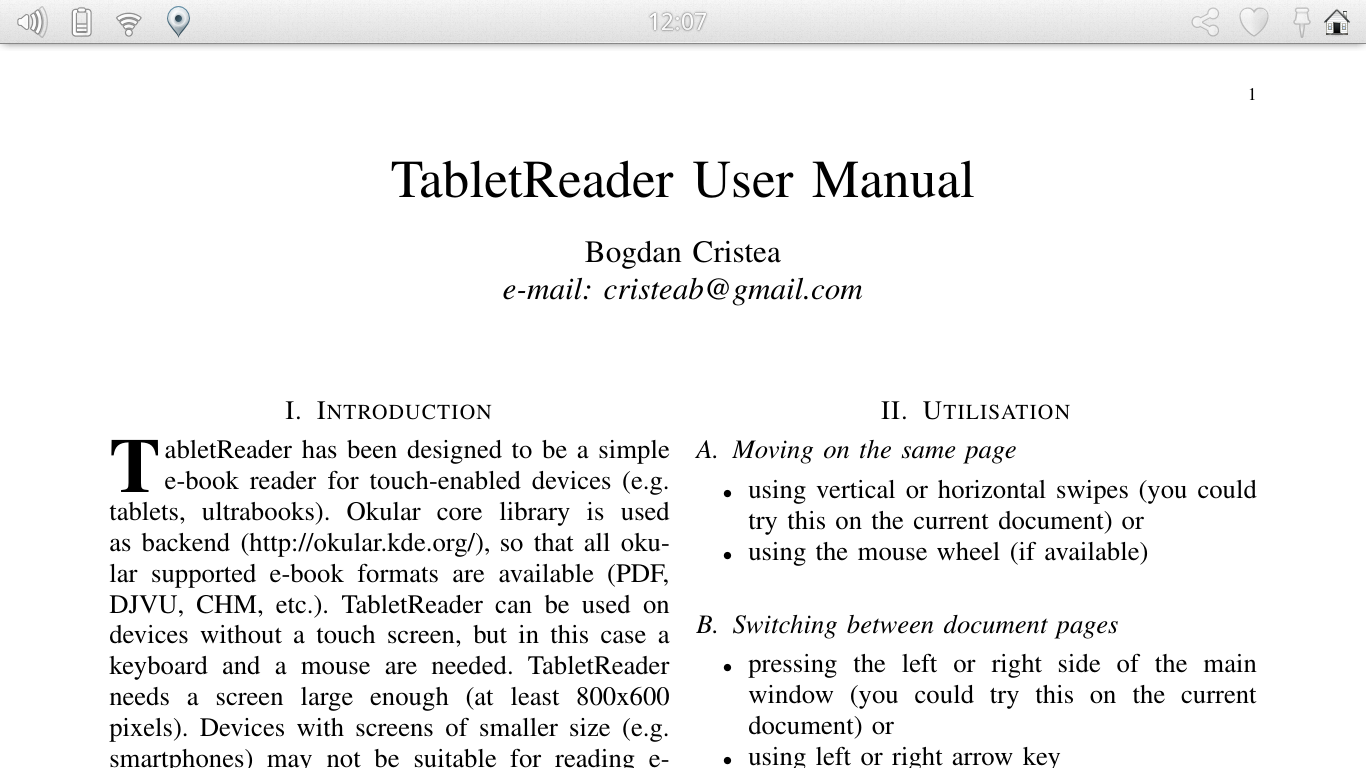 12:07
1
TabletReader User Manual
Bogdan Cristea
e-mail: cristeab@gmail.com
I. INTRODUCTION
TabletReader has been designed to be a simple
e-book reader for touch-enabled devices (e.g.
tablets, ultrabooks). Okular core library is used
as backend (http://okular.kde.org/), so that all oku-
lar supported e-book formats are available (PDF,
DJVU, CHM, etc.). TabletReader can be used on
devices without a touch screen, but in this case a
keyboard and a mouse are needed. TabletReader
needs a screen large enough (at least 800x600
pixels). Devices with screens of smaller size (e.g.
smartphones) may not be suitable for reading e-
II. UTILISATION
A. Moving on the same page
• using vertical or horizontal swipes (you could
try this on the current document) or
• using the mouse wheel (if available)
B. Switching between document pages
• pressing the left or right side of the main
window (you could try this on the current
document) or
• using left or right arrow key